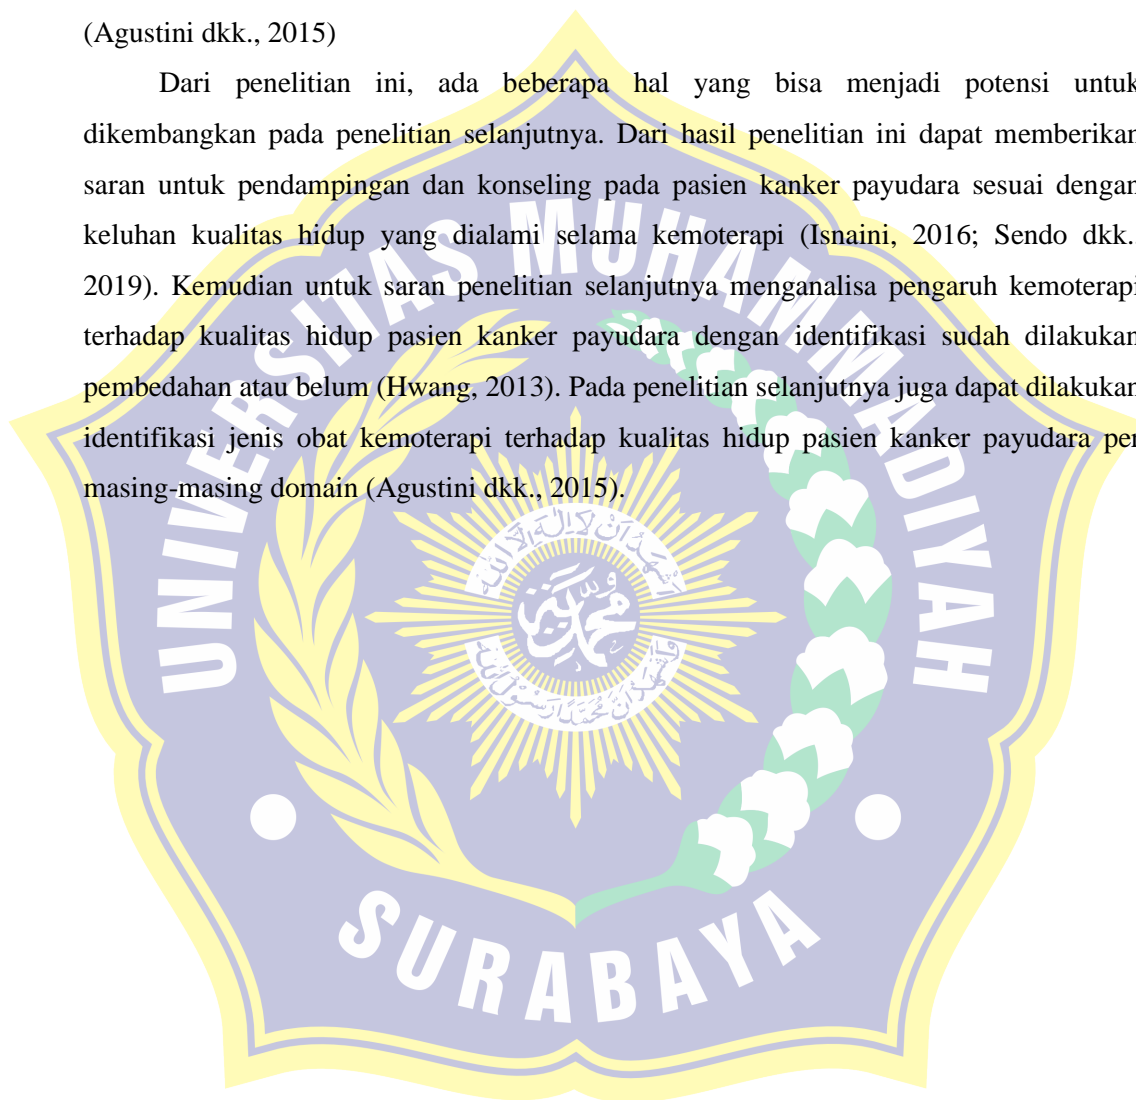 (Agustini dkk., 2015)
Dari penelitian ini, ada beberapa hal yang bisa menjadi potensi untuk
dikembangkan pada penelitian selanjutnya. Dari hasil penelitian ini dapat memberikan
saran untuk pendampingan dan konseling pada pasien kanker payudara sesuai dengan
keluhan kualitas hidup yang dialami selama kemoterapi (Isnaini, 2016; Sendo dkk.
2019). Kemudian untuk saran penelitian selanjutnya menganalisa pengaruh kemoterapi
terhadap kualitas hidup pasien kanker payudara dengan identifikasi sudah dilakukan
pembedahan atau belum (Hwang, 2013). Pada penelitian selanjutnya juga dapat dilakukan
identifikasi jenis obat kemoterapi terhadap kualitas hidup pasien kanker payudara per
masing-masing domain (Agustini dkk., 2015).
UNIVERSITAS MUHAMMADIYAH
اَشْهَدُ اَنْ لَا اِلٰهَ اِلَّا اللّٰهُ
محمدية
وَاَشْهَدُ اَنَّ مُحَمَّدًا رَسُوْلُ اللّٰهِ
SURABAYA